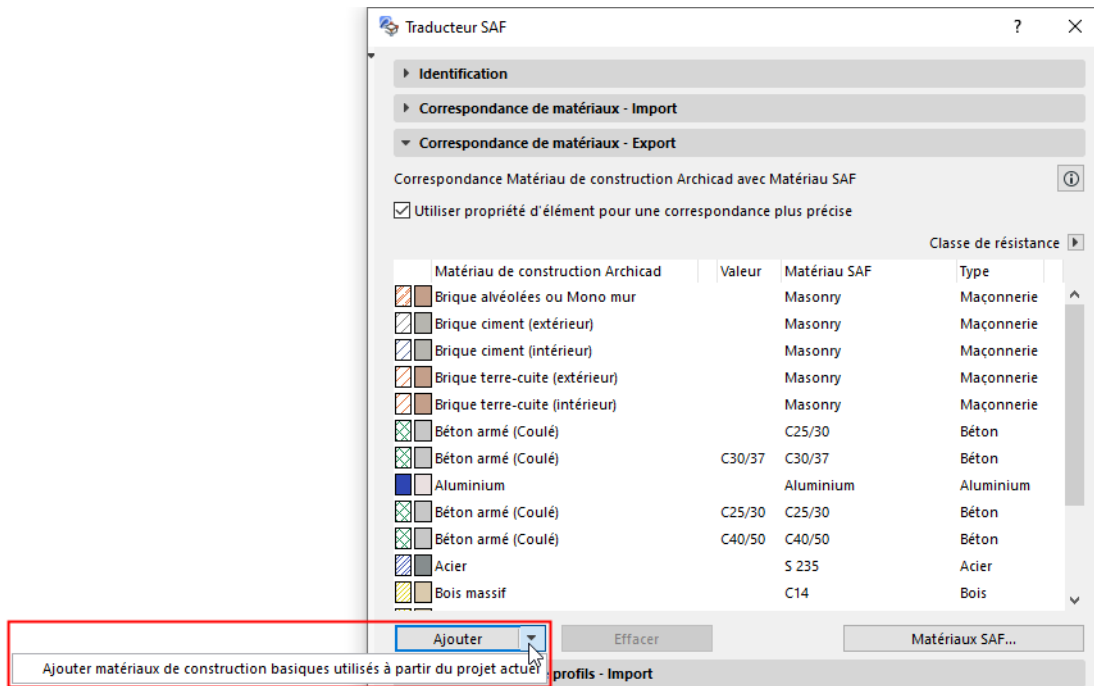 Traducteur SAF ?
Identification
Correspondance de matériaux - Import
Correspondance de matériaux - Export
Correspondance Matériau de construction Archicad avec Matériau SAF
Utiliser propriété d'élément pour une correspondance plus précise
Classe de résistance
Matériau de construction Archicad Valeur Matériau SAF Type
Brique alvéolées ou Mono mur Masonry Maçonnerie
Brique ciment (extérieur) Masonry Maçonnerie
Brique ciment (intérieur) Masonry Maçonnerie
Brique terre-cuite (extérieur) Masonry Maçonnerie
Brique terre-cuite (intérieur) Masonry Maçonnerie
Béton armé (Coulé) C25/30 Béton
Béton armé (Coulé) C30/37 C30/37 Béton
Aluminium Aluminium Aluminium
Béton armé (Coulé) C25/30 C25/30 Béton
Béton armé (Coulé) C40/50 C40/50 Béton
Acier S 235 Acier
Bois massif C14 Bois
Ajouter Effacer Matériaux SAF...
Ajouter matériaux de construction basiques utilisés à partir du projet actuel
profils - Import